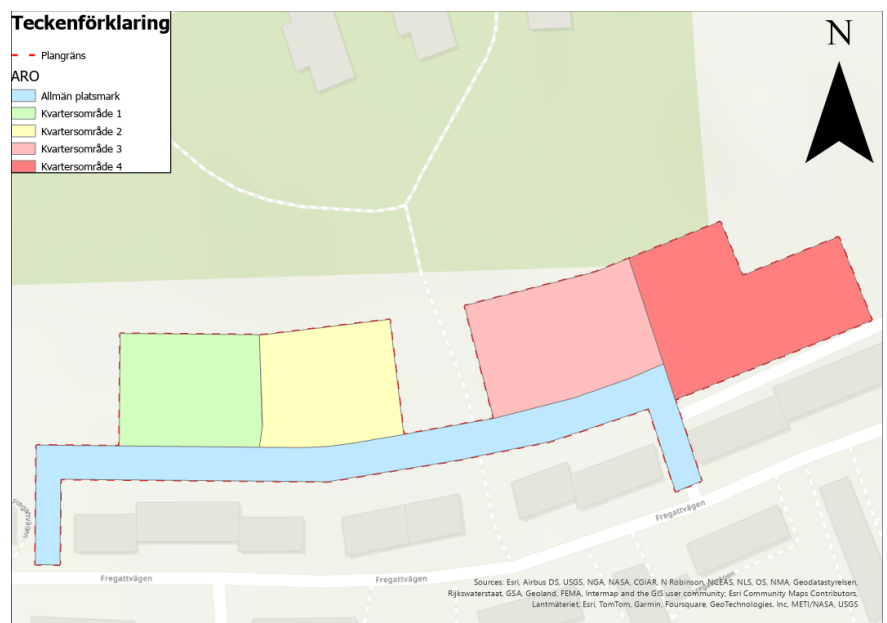 Teckenförklaring
Plangräns
ARO
Allmän platsmark
Kvartersområde 1
Kvartersområde 2
Kvartersområde 3
Kvartersområde 4
N
Fregattvägen
Fregattvägen
Fregattvägen
Fregattvägen
Fregattvägen
Sources: Esri, Airbus DS, USGS, NGA, NASA, CGIAR, N Robinson, NCEAS, NLS, OS, NMA, Geodatastyrelsen,
Rijkswaterstaat, GSA, Geoland, FEMA, Intermap and the GIS user community; Esri Community Maps Contributors,
Lantmäteriet, Esri, TomTom, Garmin, Foursquare, GeoTechnologies, Inc, METI/NASA, USGS